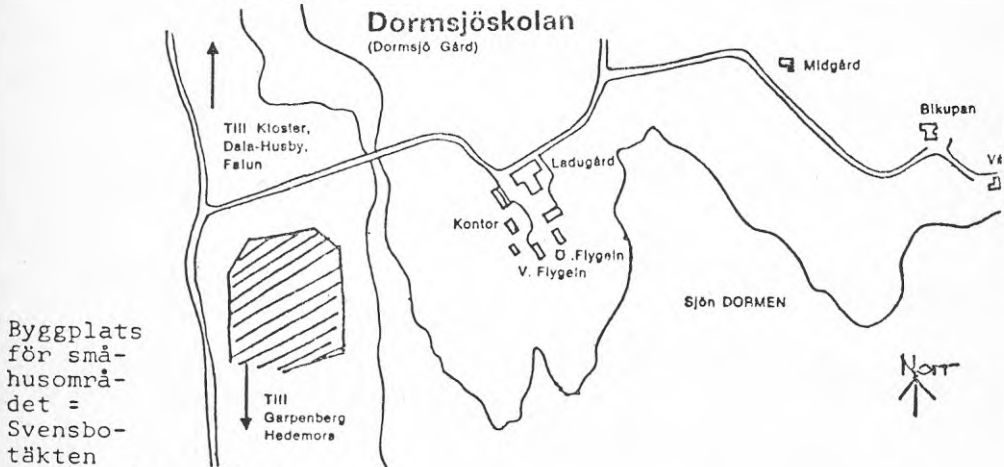 Dormsjöskolan
(Dormsjö Gård)
Midgård
Bikupan
Till Kloster,
Dala-Husby,
Falun
Ladugård
Kontor
Ö.Flygeln
V. Flygeln
Sjön DORMEN
Byggplats
för små-
husområ-
det =
Svensbo-
täkten
Till
Garpenberg
Hedemora
Norr